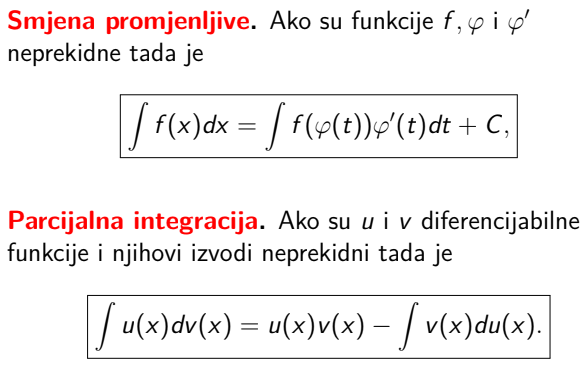 Smjena promjenljive. Ako su funkcije f, φ i φ′
neprekidne tada je
∫ f(x)dx = ∫ f(φ(t))φ′(t)dt + C,
Parcijalna integracija. Ako su u i v diferencijabilne
funkcije i njihovi izvodi neprekidni tada je
∫ u(x)dv(x) = u(x)v(x) − ∫ v(x)du(x).